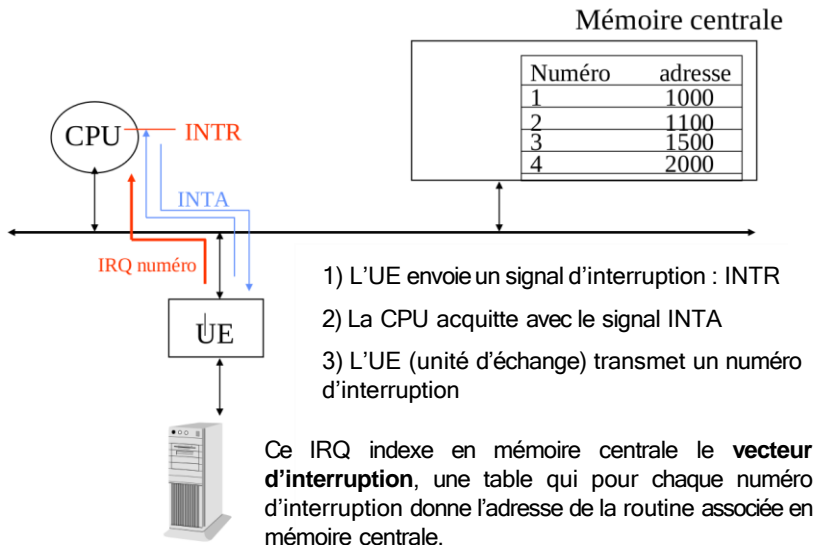 Mémoire centrale
Numéro adresse
1 1000
2 1100
3 1500
4 2000
CPU
INTR
INTA
IRQ numéro
UE
1) L'UE envoie un signal d'interruption : INTR
2) La CPU acquitte avec le signal INTA
3) L'UE (unité d'échange) transmet un numéro
d'interruption
Ce IRQ indexe en mémoire centrale le vecteur
d'interruption, une table qui pour chaque numéro
d'interruption donne l'adresse de la routine associée en
mémoire centrale.